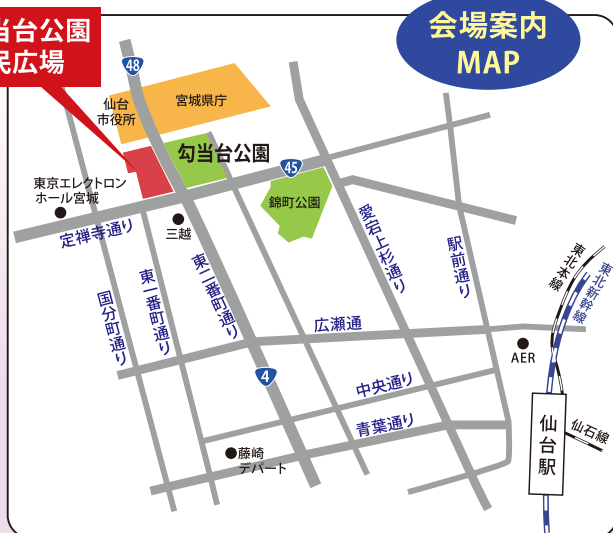 当台公園
民広場
会場案内
MAP
48
仙台
市役所
宮城県庁
勾当台公園
45
東京エレクトロン
ホール宮城
錦町公園
定禅寺通り
三越
愛宕上杉通り
駅前通り
東北本線
東北新幹線
国分町通り
東一番町通り
東二番町通り
広瀬通
AER
4
中央通り
青葉通り
藤崎
デパート
仙台駅
仙石線